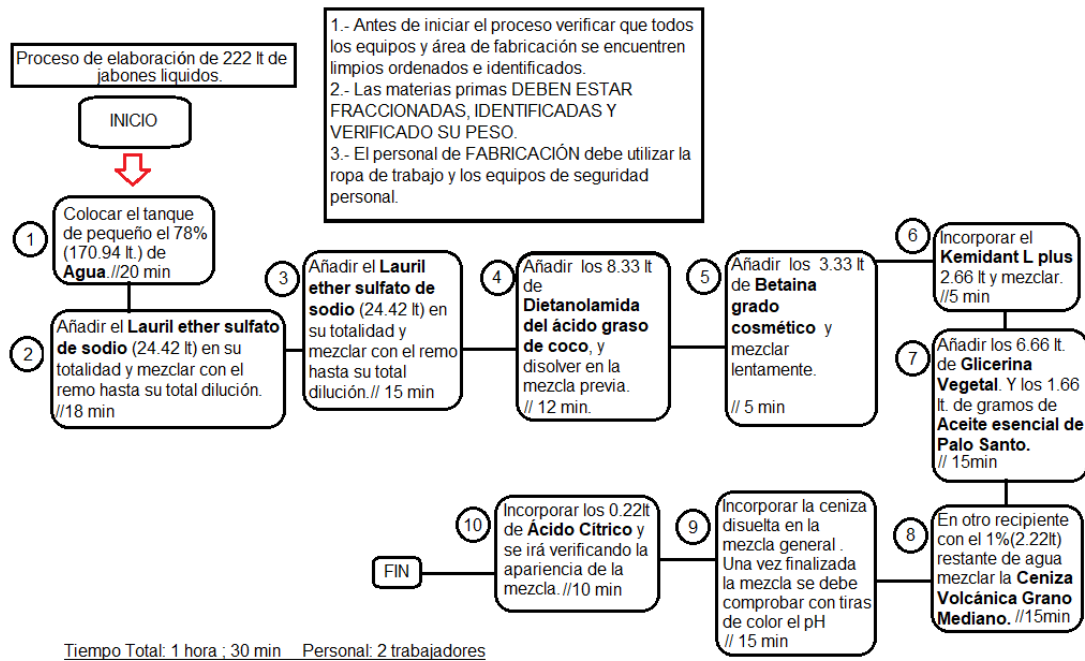 Proceso de elaboración de 222 lt de
jabones liquidos.
INICIO
1.- Antes de iniciar el proceso verificar que todos
los equipos y área de fabricación se encuentren
limpios ordenados e identificados.
2.- Las materias primas DEBEN ESTAR
FRACCIONADAS, IDENTIFICADAS Y
VERIFICADO SU PESO.
3.- El personal de FABRICACIÓN debe utilizar la
ropa de trabajo y los equipos de seguridad
personal.
1
Colocar el tanque
de pequeño el 78%
(170.94 lt.) de
Agua.//20 min
2
Añadir el Lauril ether sulfato
de sodio (24.42 lt) en su
totalidad y mezclar con el
remo hasta su total dilución.
//18 min
3
Añadir el Lauril
ether sulfato de
sodio (24.42 lt) en
su totalidad y
mezclar con el remo
hasta su total
dilución.// 15 min
4
Añadir los 8.33 lt
de
Dietanolamida
del ácido graso
de coco, y
disolver en la
mezcla previa.
// 12 min.
5
Añadir los 3.33 lt
de Betaina
grado
cosmético y
mezclar
lentamente.
// 5 min
6
Incorporar el
Kemidant L plus
2.66 lt y mezclar.
//5 min
7
Añadir los 6.66 lt.
de Glicerina
Vegetal. Y los 1.66
lt. de gramos de
Aceite esencial de
Palo Santo.
// 15min
8
En otro recipiente
con el 1%(2.22lt)
restante de agua
mezclar la Ceniza
Volcánica Grano
Mediano. //15min
9
Incorporar la ceniza
disuelta en la
mezcla general .
Una vez finalizada
la mezcla se debe
comprobar con tiras
de color el pH
// 15 min
10
Incorporar los 0.22lt
de Ácido Cítrico y
se irá verificando la
apariencia de la
mezcla.//10 min
FIN
Tiempo Total: 1 hora ; 30 min Personal: 2 trabajadores